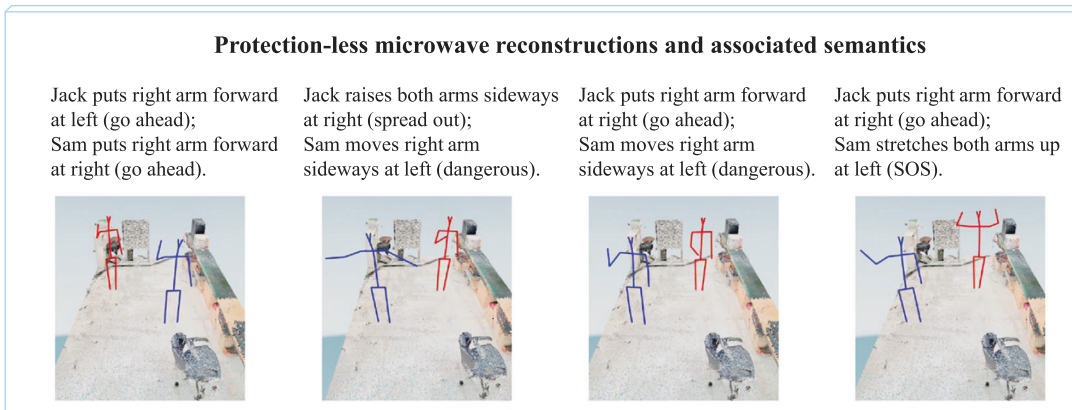 Protection-less microwave reconstructions and associated semantics
Jack puts right arm forward
at left (go ahead);
Sam puts right arm forward
at right (go ahead).
Jack raises both arms sideways
at right (spread out);
Sam moves right arm
sideways at left (dangerous).
Jack puts right arm forward
at right (go ahead);
Sam moves right arm
sideways at left (dangerous).
Jack puts right arm forward
at right (go ahead);
Sam stretches both arms up
at left (SOS).